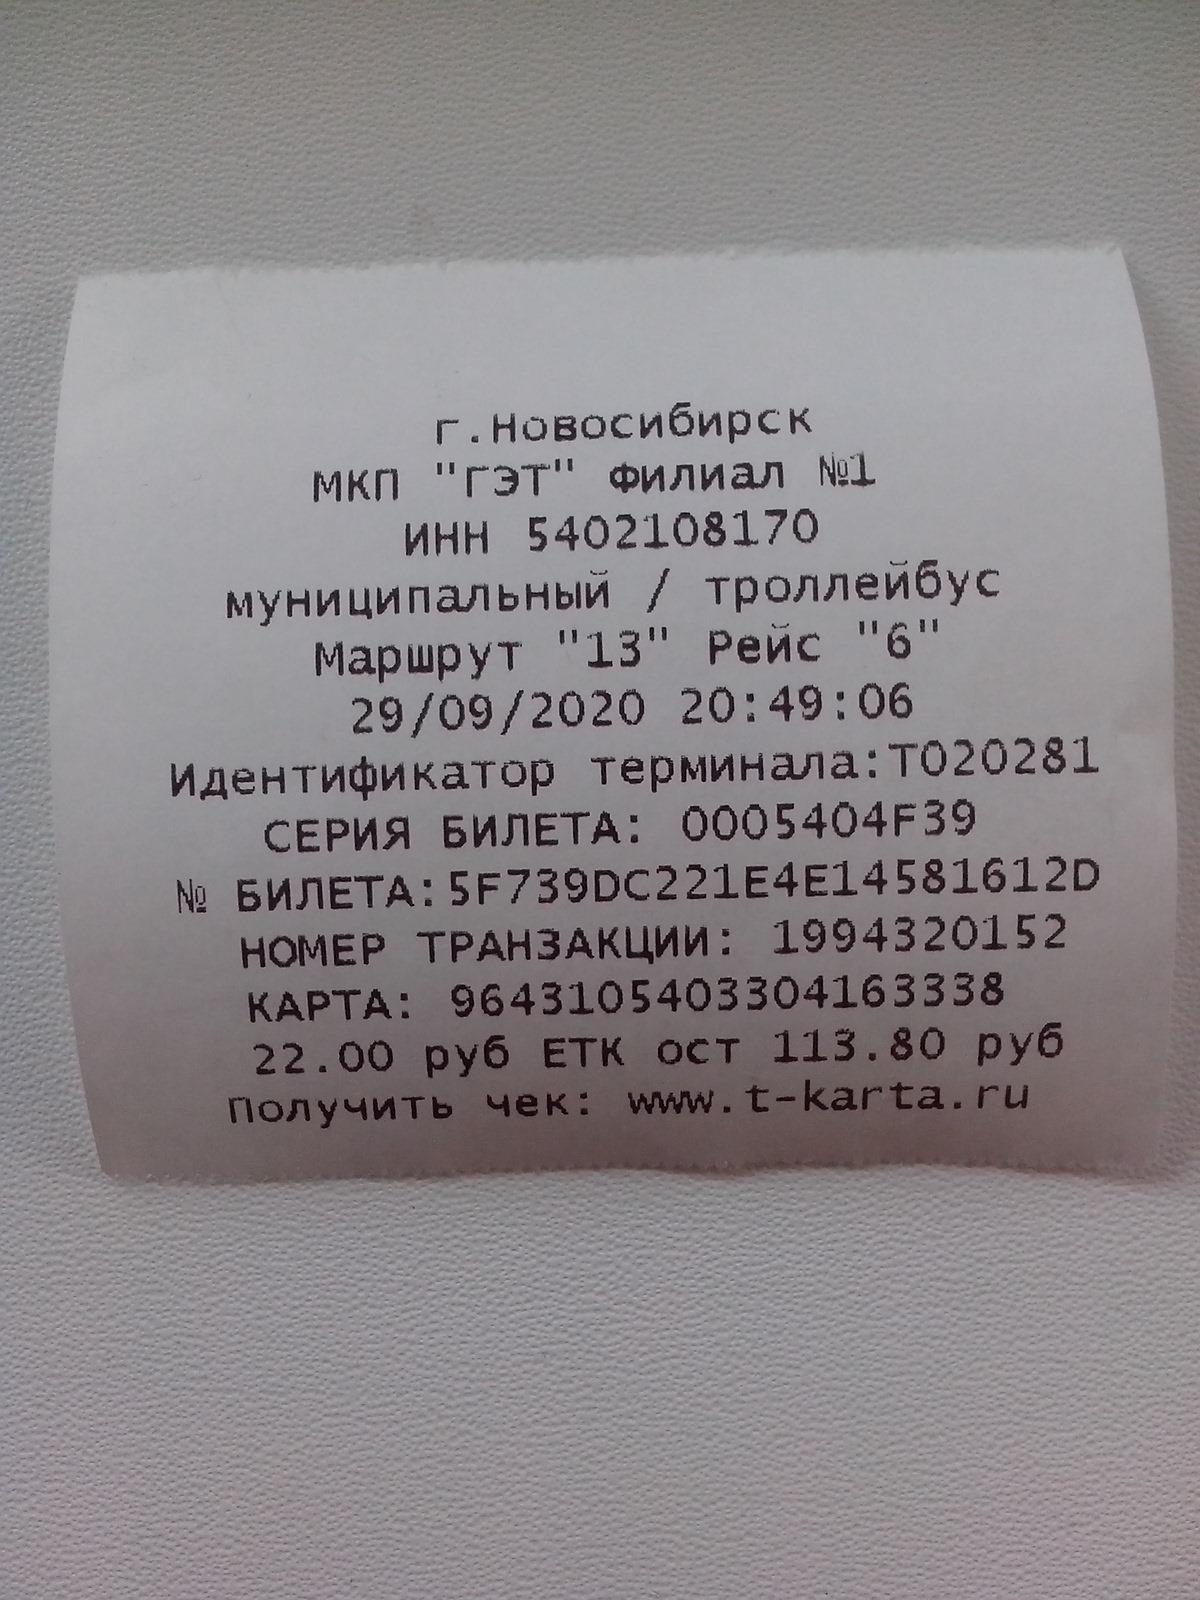 г.Новосибирск
МКП "ГЭТ" Филиал №1
ИНН 5402108170
муниципальный / троллейбус
Маршрут "13" Рейс "6"
29/09/2020 20:49:06
Идентификатор терминала:Т020281
СЕРИЯ БИЛЕТА: 0005404F39
№ БИЛЕТА:5F739DC221E4E14581612D
НОМЕР ТРАНЗАКЦИИ: 1994320152
КАРТА: 9643105403304163338
22.00 руб ЕТК ост 113.80 руб
Получить чек: www.t-karta.ru